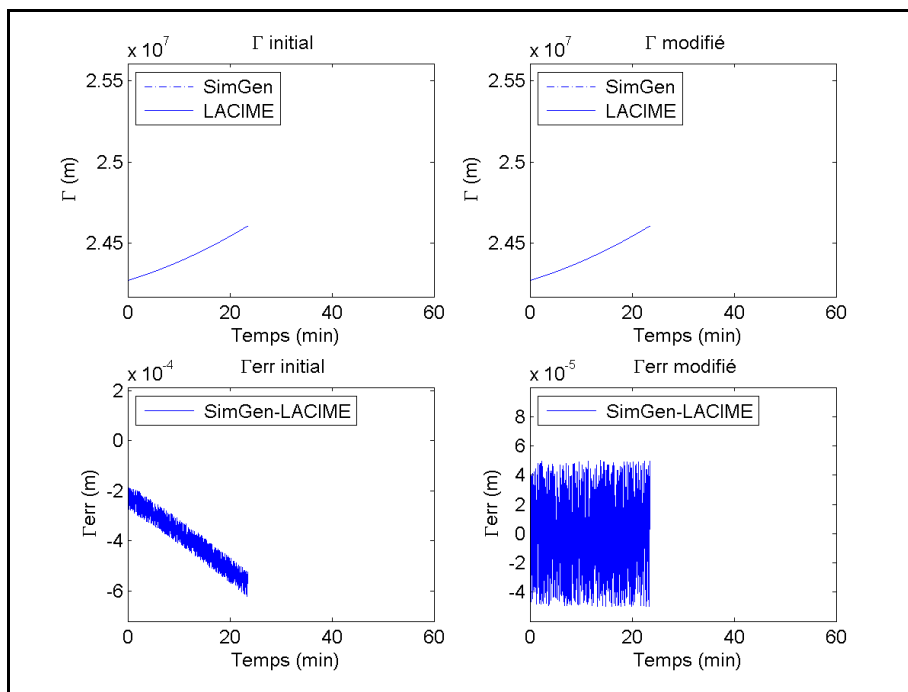 Γ initial
x 10^7
2.55
2.5
2.45
Γ (m)
SimGen
LACIME
0 20 40 60
Temps (min)
Γ modifié
x 10^7
2.55
2.5
2.45
Γ (m)
SimGen
LACIME
0 20 40 60
Temps (min)
Γerr initial
x 10^-4
2
0
-2
-4
-6
Γerr (m)
SimGen-LACIME
0 20 40 60
Temps (min)
Γerr modifié
x 10^-5
8
6
4
2
0
-2
-4
Γerr (m)
SimGen-LACIME
0 20 40 60
Temps (min)